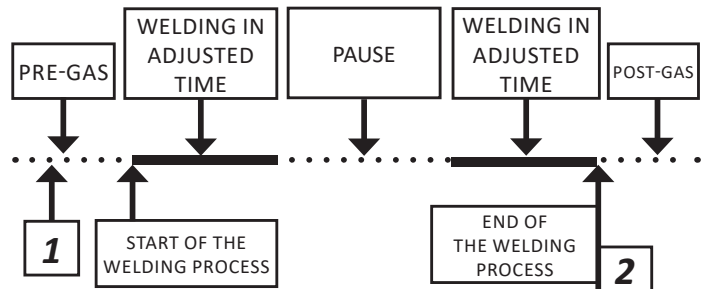 PRE-GAS
WELDING IN
ADJUSTED
TIME
PAUSE
WELDING IN
ADJUSTED
TIME
POST-GAS
1
START OF THE
WELDING PROCESS
END OF
THE WELDING
PROCESS
2